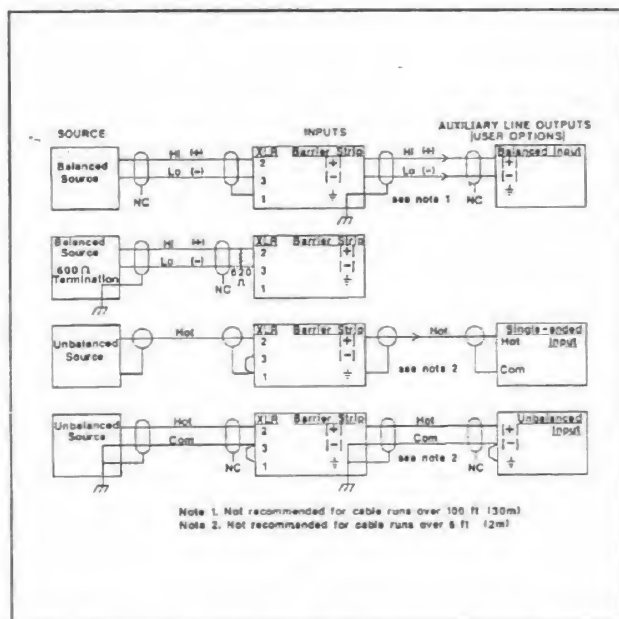 SOURCE INPUTS AUXILIARY LINE OUTPUTS
[USER OPTIONS]
Balanced Source
Hi (+)
Lo (-)
NC
XLR Barrier Strip
2 [+]
3 [-]
1
Hi (+)
Lo (-)
see note 1
NC
Balanced Input
[+]
[-]
Balanced Source
600 Ω Termination
Hi (+)
Lo (-)
NC
620 Ω
XLR Barrier Strip
2 [+]
3 [-]
1
Unbalanced Source
Hot
XLR Barrier Strip
2 [+]
3 [-]
1
Hot
see note 2
Single-ended Input
Hot
Com
Unbalanced Source
Hot
Com
NC
XLR Barrier Strip
2 [+]
3 [-]
1
Hot
Com
see note 2
NC
Unbalanced Input
[+]
[-]
Note 1. Not recommended for cable runs over 100 ft (30m)
Note 2. Not recommended for cable runs over 6 ft (2m)